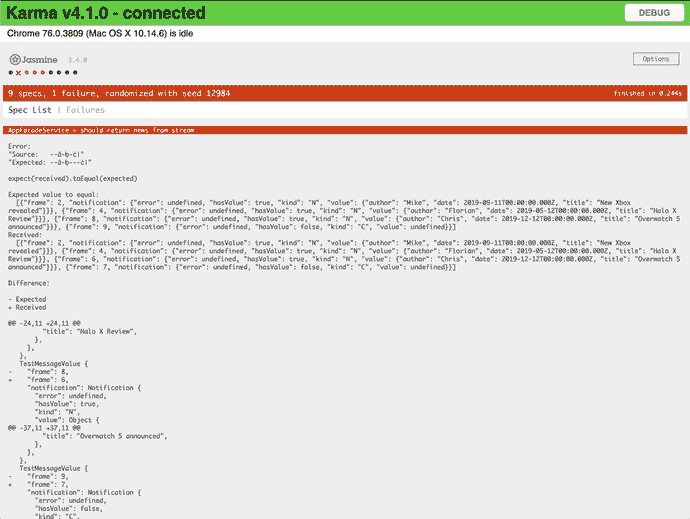 Karma v4.1.0 - connected
DEBUG
Chrome 76.0.3809 (Mac OS X 10.14.6) is idle
Jasmine 3.4.0
Options
9 specs, 1 failure, randomized with seed 12984
finished in 0.244s
Spec List | Failures
AppFacadeService > should return news from stream
Error:
"Source:   --ȧ-ḅ-ċ|"
"Expected: --ȧ-ḅ---ċ|"
expect(received).toEqual(expected)
Expected value to equal:
[{"frame": 2, "notification": {"error": undefined, "hasValue": true, "kind": "N", "value": {"author": "Mike", "date": 2019-09-11T00:00:00.000Z, "title": "New Xbox
revealed"}}}, {"frame": 4, "notification": {"error": undefined, "hasValue": true, "kind": "N", "value": {"author": "Florian", "date": 2019-05-12T00:00:00.000Z, "title": "Halo X
Review"}}}, {"frame": 8, "notification": {"error": undefined, "hasValue": true, "kind": "N", "value": {"author": "Chris", "date": 2019-12-12T00:00:00.000Z, "title": "Overwatch 5
announced"}}}, {"frame": 9, "notification": {"error": undefined, "hasValue": false, "kind": "C", "value": undefined}}]
Received:
[{"frame": 2, "notification": {"error": undefined, "hasValue": true, "kind": "N", "value": {"author": "Mike", "date": 2019-09-11T00:00:00.000Z, "title": "New Xbox
revealed"}}}, {"frame": 4, "notification": {"error": undefined, "hasValue": true, "kind": "N", "value": {"author": "Florian", "date": 2019-05-12T00:00:00.000Z, "title": "Halo X
Review"}}}, {"frame": 6, "notification": {"error": undefined, "hasValue": true, "kind": "N", "value": {"author": "Chris", "date": 2019-12-12T00:00:00.000Z, "title": "Overwatch 5
announced"}}}, {"frame": 7, "notification": {"error": undefined, "hasValue": false, "kind": "C", "value": undefined}}]
Difference:
- Expected
+ Received
@@ -24,11 +24,11 @@
"title": "Halo X Review",
},
},
},
TestMessageValue {
- "frame": 8,
+ "frame": 6,
"notification": Notification {
"error": undefined,
"hasValue": true,
"kind": "N",
"value": Object {
@@ -37,11 +37,11 @@
"title": "Overwatch 5 announced",
},
},
},
TestMessageValue {
- "frame": 9,
+ "frame": 7,
"notification": Notification {
"error": undefined,
"hasValue": false,
"kind": "C",